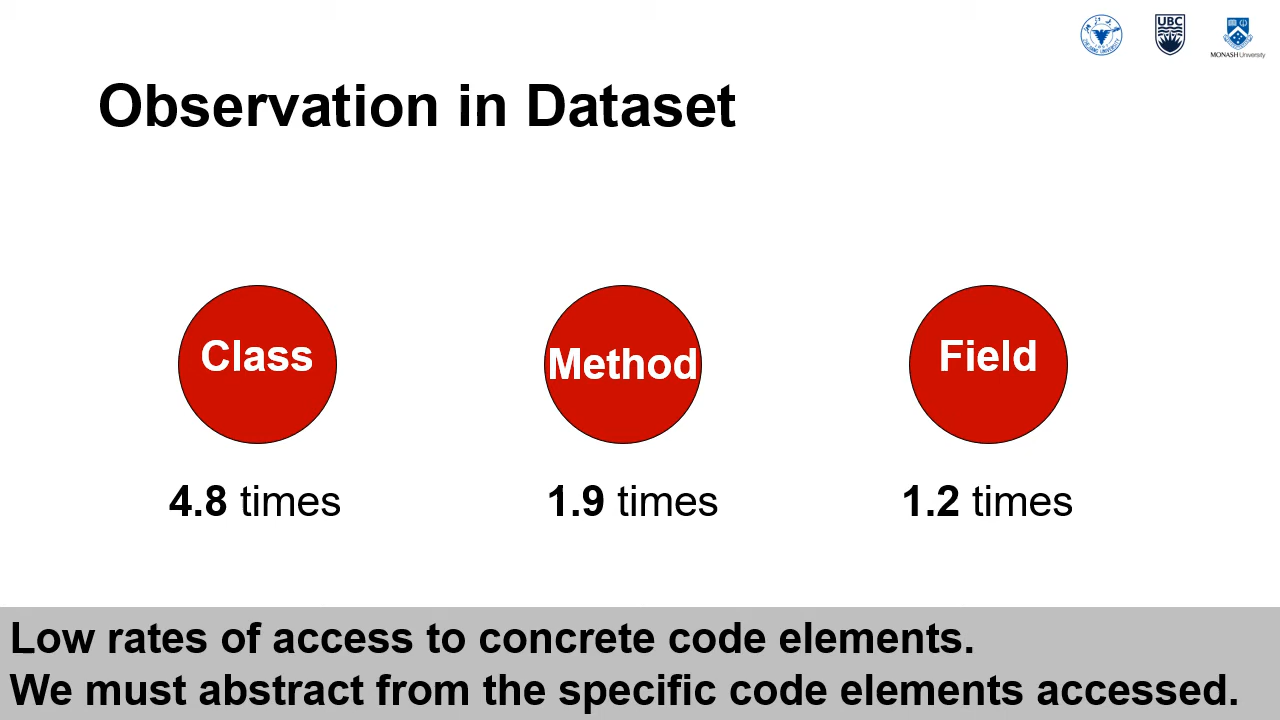 UBC
MONASH University
Observation in Dataset
Class
Method
Field
4.8 times
1.9 times
1.2 times
Low rates of access to concrete code elements.
We must abstract from the specific code elements accessed.